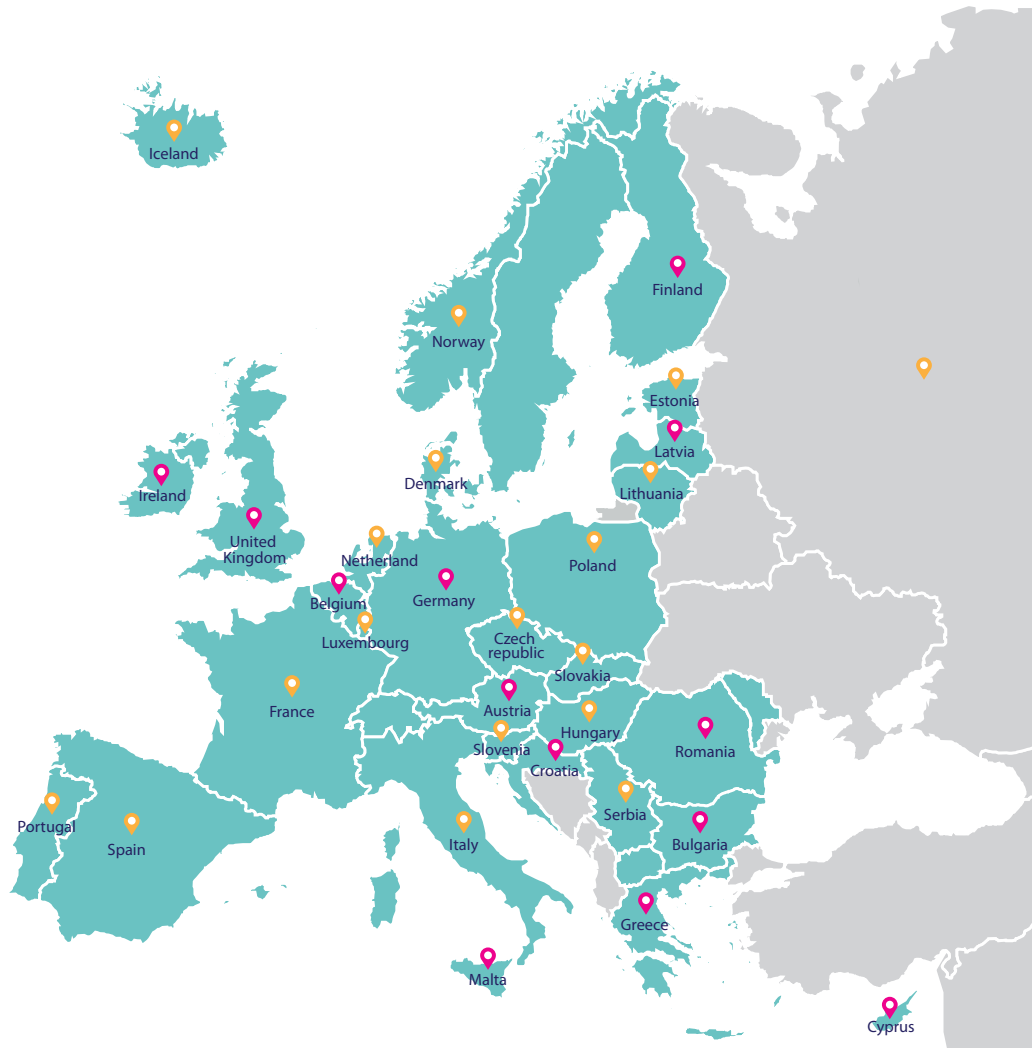 Iceland
Finland
Norway
Estonia
Latvia
Denmark
Lithuania
Ireland
United
Kingdom
Netherland
Poland
Belgium
Germany
Luxembourg
Czech
republic
Slovakia
France
Austria
Hungary
Slovenia
Romania
Croatia
Portugal
Spain
Italy
Serbia
Bulgaria
Greece
Malta
Cyprus